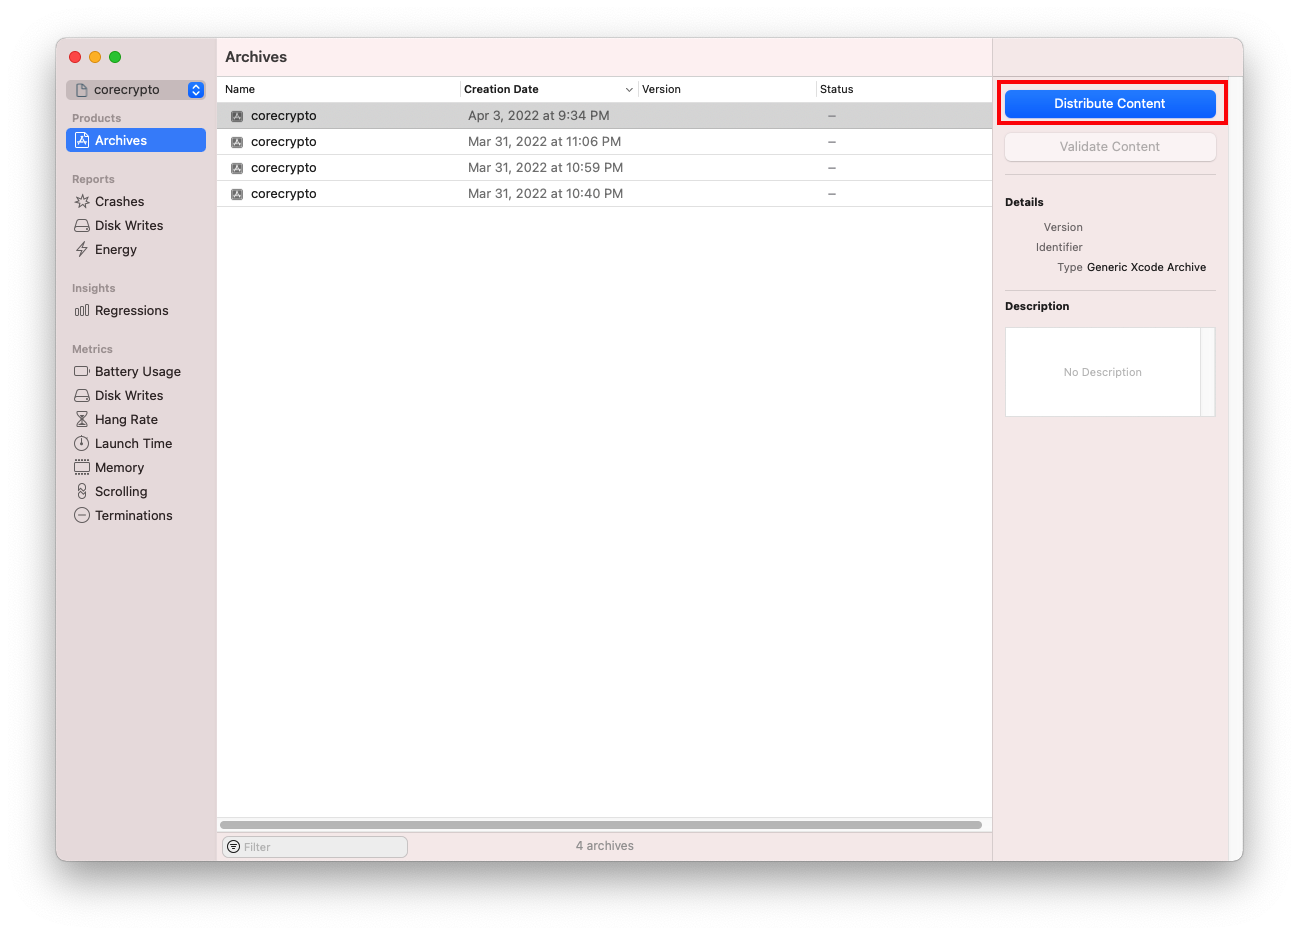 Archives
corecrypto
Products
Archives
Reports
Crashes
Disk Writes
Energy
Insights
Regressions
Metrics
Battery Usage
Disk Writes
Hang Rate
Launch Time
Memory
Scrolling
Terminations
Name Creation Date Version Status
corecrypto Apr 3, 2022 at 9:34 PM –
corecrypto Mar 31, 2022 at 11:06 PM –
corecrypto Mar 31, 2022 at 10:59 PM –
corecrypto Mar 31, 2022 at 10:40 PM –
Filter
4 archives
Distribute Content
Validate Content
Details
Version
Identifier
Type Generic Xcode Archive
Description
No Description